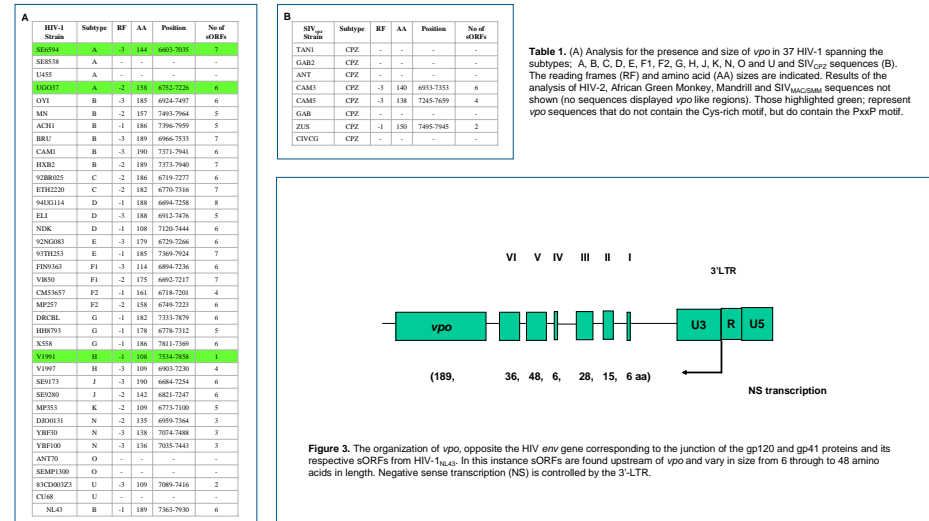 A
HIV-1 Strain Subtype RF AA Position No of sORFs
SE6594 A -3 144 6603-7035 7
SE8538 A - - - -
U455 A - - - -
UGO37 A -2 158 6752-7226 6
OYI B -3 185 6924-7497 6
MN B -2 157 7493-7964 5
ACH1 B -1 186 7396-7959 5
BRU B -3 189 6966-7533 7
CAM1 B -3 190 7371-7941 6
HXB2 B -2 189 7373-7940 7
92BR025 C -2 186 6719-7277 6
ETH2220 C -2 182 6770-7316 7
94UG114 D -1 188 6694-7258 8
ELI D -3 188 6912-7476 5
NDK D -1 108 7120-7444 6
92NG083 E -3 179 6729-7266 6
93TH253 E -1 185 7369-7924 7
FIN9363 F1 -3 114 6894-7236 6
VI850 F1 -2 175 6692-7217 7
CM53657 F2 -1 161 6718-7201 4
MP257 F2 -2 158 6749-7223 6
DRCBL G -1 182 7333-7879 6
HH8793 G -1 178 6778-7312 5
X558 G -1 186 7811-7369 6
V1991 H -1 108 7534-7858 1
V1997 H -3 109 6903-7230 4
SE9173 J -3 190 6684-7254 6
SE9280 J -2 142 6821-7247 6
MP353 K -2 109 6773-7100 5
DJO0131 N -2 135 6959-7364 3
YBF30 N -3 138 7074-7488 3
YBF100 N -3 136 7035-7443 3
ANT70 O - - - -
SEMP1300 O - - - -
83CD003Z3 U -3 109 7089-7416 2
CU68 U - - - -
NL43 B -1 189 7363-7930 6
B
SIVcpz Strain Subtype RF AA Position No of sORFs
TAN1 CPZ - - - -
GAB2 CPZ - - - -
ANT CPZ - - - -
CAM3 CPZ -3 140 6933-7353 6
CAM5 CPZ -3 138 7245-7659 4
GAB CPZ - - - -
ZUS CPZ -1 150 7495-7945 2
CIVCG CPZ - - - -
Table 1. (A) Analysis for the presence and size of vpo in 37 HIV-1 spanning the
subtypes; A, B, C, D, E, F1, F2, G, H, J, K, N, O and U and SIVCPZ sequences (B).
The reading frames (RF) and amino acid (AA) sizes are indicated. Results of the
analysis of HIV-2, African Green Monkey, Mandrill and SIVMAC/SMM sequences not
shown (no sequences displayed vpo like regions). Those highlighted green; represent
vpo sequences that do not contain the Cys-rich motif, but do contain the PxxP motif.
VI V IV III II I
3'LTR
vpo U3 R U5
(189, 36, 48, 6, 28, 15, 6 aa)
NS transcription
Figure 3. The organization of vpo, opposite the HIV env gene corresponding to the junction of the gp120 and gp41 proteins and its
respective sORFs from HIV-1NL43. In this instance sORFs are found upstream of vpo and vary in size from 6 through to 48 amino
acids in length. Negative sense transcription (NS) is controlled by the 3'-LTR.